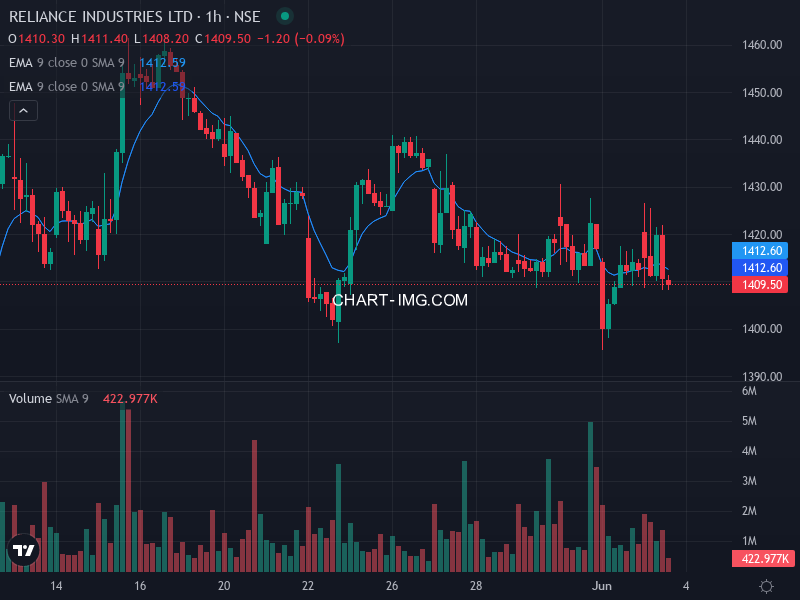 RELIANCE INDUSTRIES LTD · 1h · NSE
O1410.30 H1411.40 L1408.20 C1409.50 −1.20 (−0.09%)
EMA 9 close 0 SMA 9 1412.59
EMA 9 close 0 SMA 9 1412.59
1460.00
1450.00
1440.00
1430.00
1420.00
1412.60
1412.60
1409.50
1400.00
1390.00
CHART-IMG.COM
Volume SMA 9 422.977K
6M
5M
4M
3M
2M
1M
422.977K
14 16 20 22 26 28 Jun 4